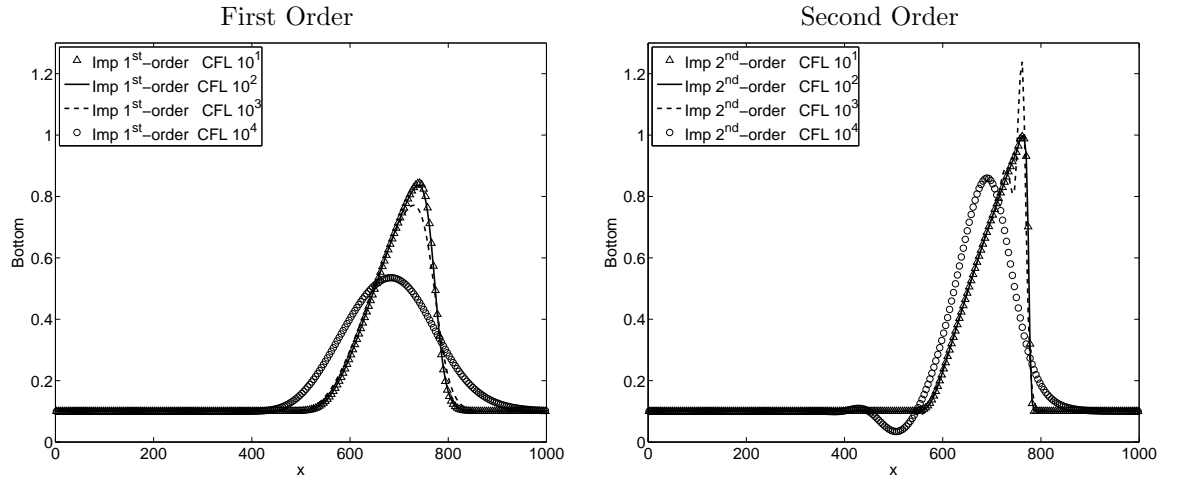 First Order
Imp 1st−order CFL 10^1
Imp 1st−order CFL 10^2
Imp 1st−order CFL 10^3
Imp 1st−order CFL 10^4
1.2
1
0.8
0.6
0.4
0.2
0
Bottom
0 200 400 600 800 1000
x
Second Order
Imp 2nd−order CFL 10^1
Imp 2nd−order CFL 10^2
Imp 2nd−order CFL 10^3
Imp 2nd−order CFL 10^4
1.2
1
0.8
0.6
0.4
0.2
0
Bottom
0 200 400 600 800 1000
x